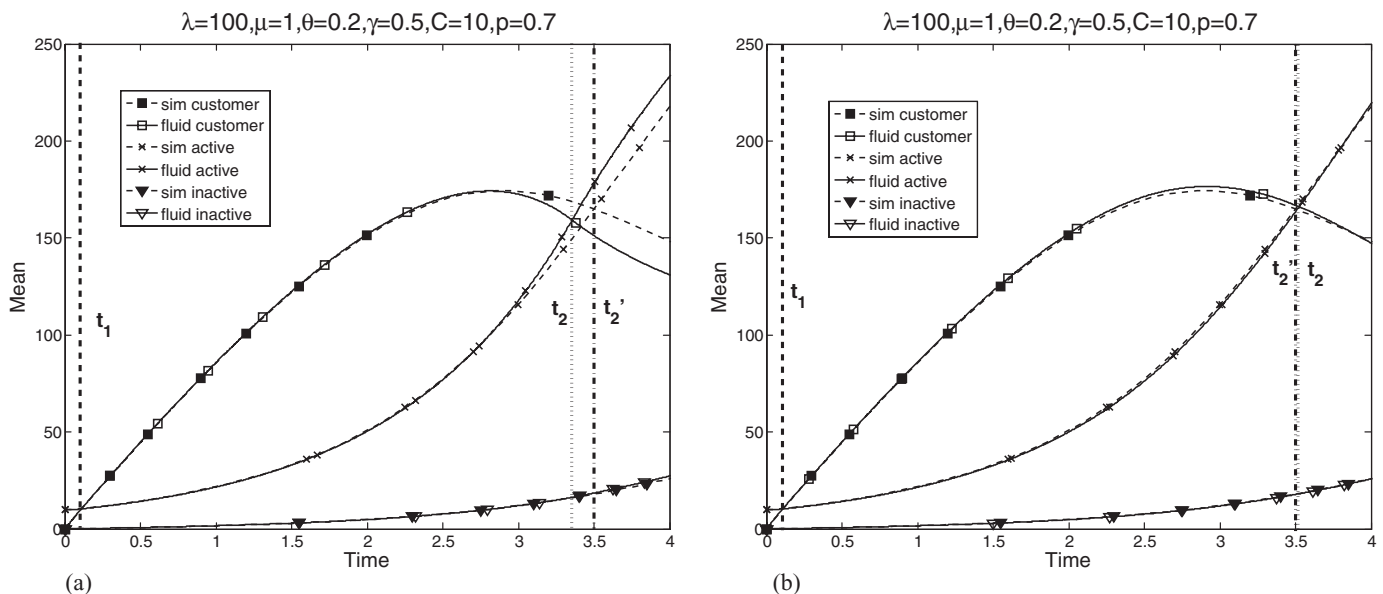 λ=100,μ=1,θ=0.2,γ=0.5,C=10,p=0.7
250
200
150
100
50
0
Mean
sim customer
fluid customer
sim active
fluid active
sim inactive
fluid inactive
t1
t2
t2'
0 0.5 1 1.5 2 2.5 3 3.5 4
Time
(a)
λ=100,μ=1,θ=0.2,γ=0.5,C=10,p=0.7
250
200
150
100
50
0
Mean
sim customer
fluid customer
sim active
fluid active
sim inactive
fluid inactive
t1
t2' t2
0 0.5 1 1.5 2 2.5 3 3.5 4
Time
(b)